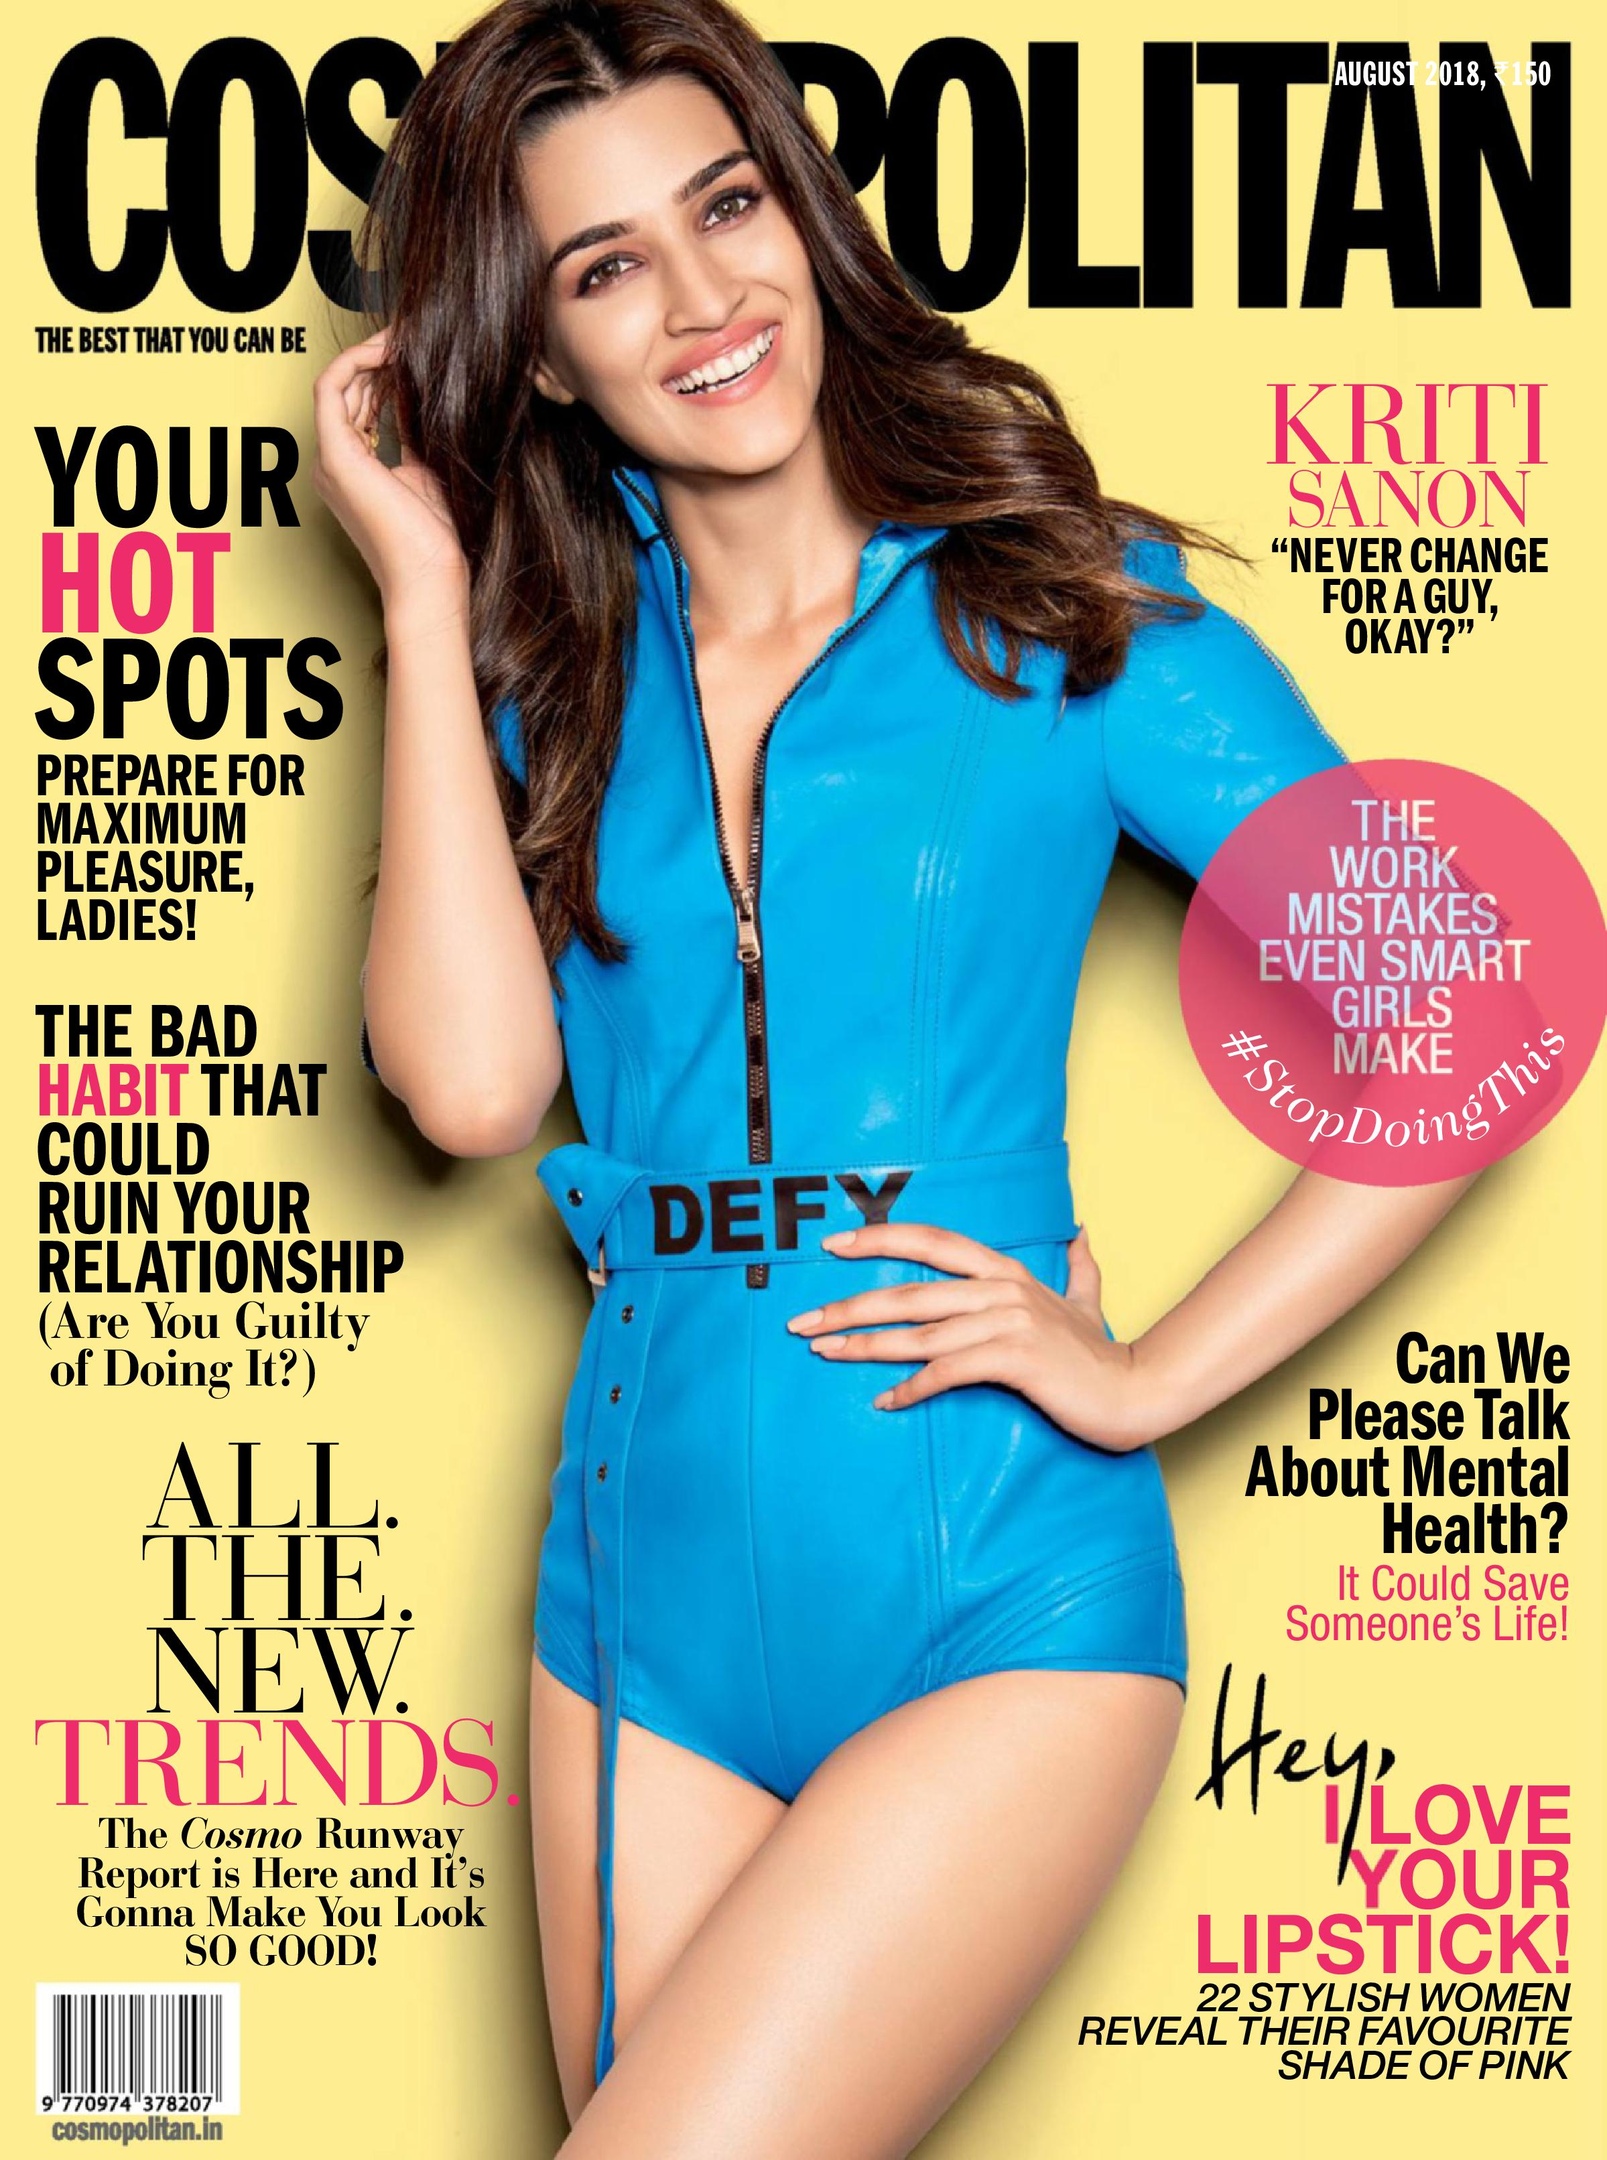 COSMOPOLITAN
AUGUST 2018, ₹150
THE BEST THAT YOU CAN BE
YOUR
HOT
SPOTS
PREPARE FOR
MAXIMUM
PLEASURE,
LADIES!
THE BAD
HABIT THAT
COULD
RUIN YOUR
RELATIONSHIP
(Are You Guilty
of Doing It?)
ALL.
THE.
NEW.
TRENDS.
The Cosmo Runway
Report is Here and It's
Gonna Make You Look
SO GOOD!
9 770974 378207
cosmopolitan.in
DEFY
KRITI
SANON
“NEVER CHANGE
FOR A GUY,
OKAY?”
THE
WORK
MISTAKES
EVEN SMART
GIRLS
MAKE
#StopDoingThis
Can We
Please Talk
About Mental
Health?
It Could Save
Someone's Life!
Hey,
I LOVE
YOUR
LIPSTICK!
22 STYLISH WOMEN
REVEAL THEIR FAVOURITE
SHADE OF PINK